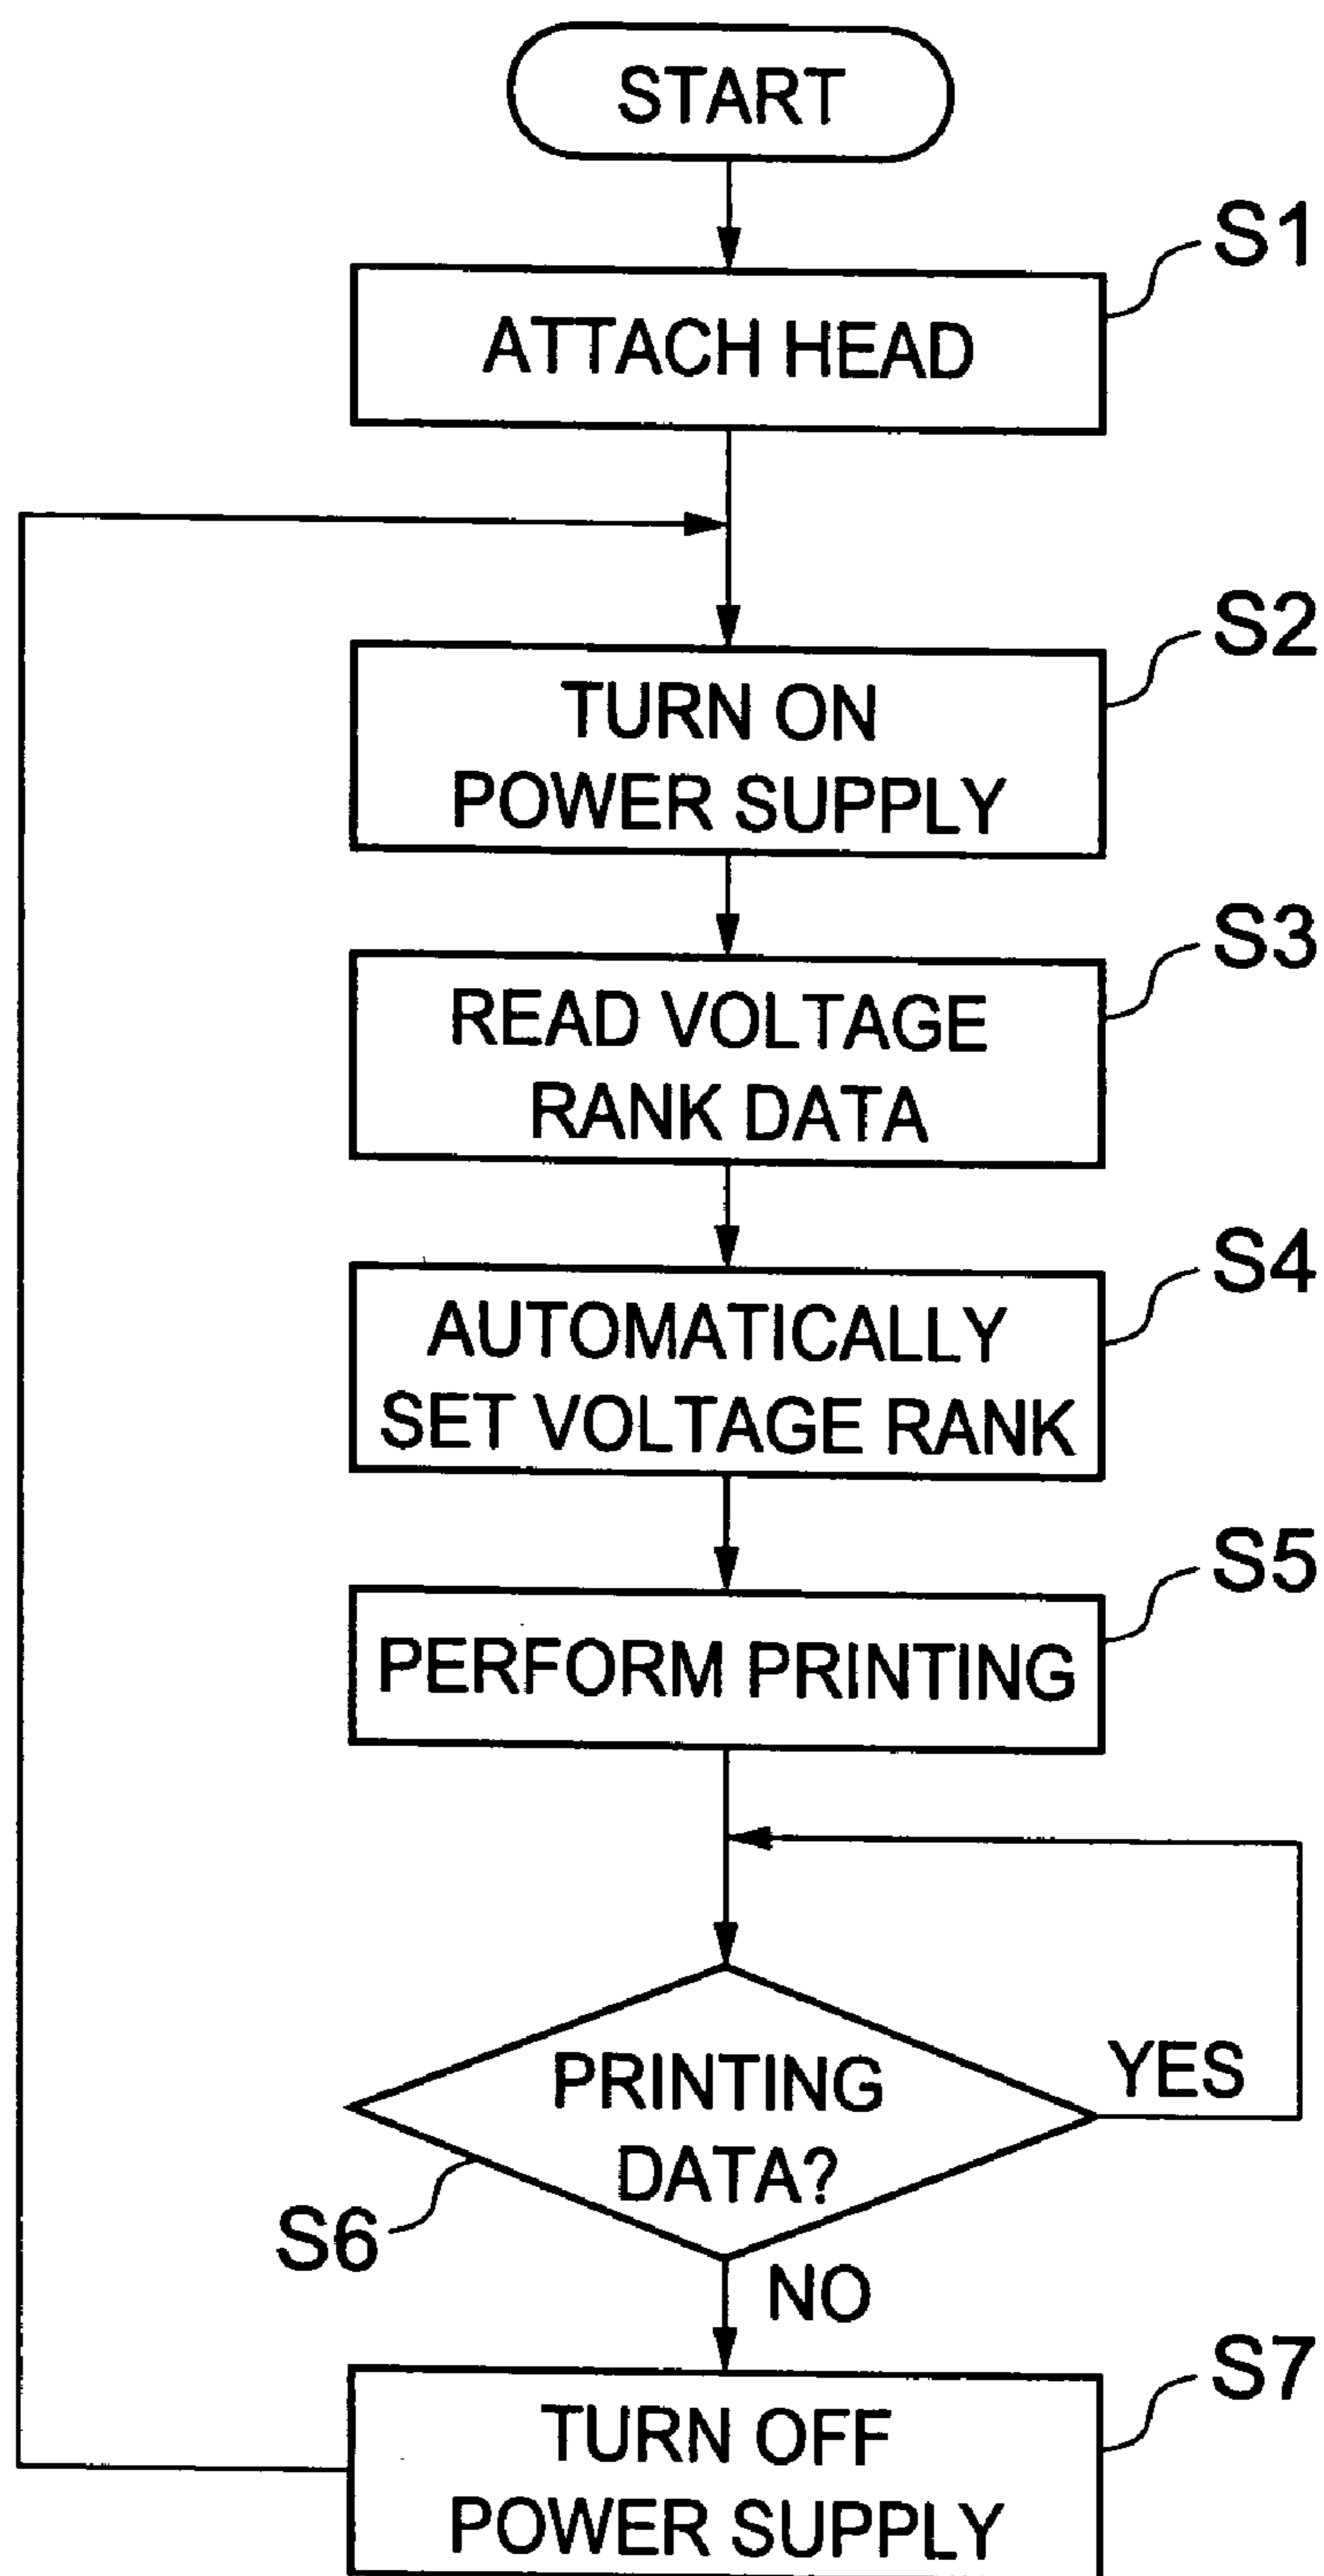 START
S1
ATTACH HEAD
S2
TURN ON
POWER SUPPLY
S3
READ VOLTAGE
RANK DATA
S4
AUTOMATICALLY
SET VOLTAGE RANK
S5
PERFORM PRINTING
YES
PRINTING
DATA?
S6
NO
S7
TURN OFF
POWER SUPPLY